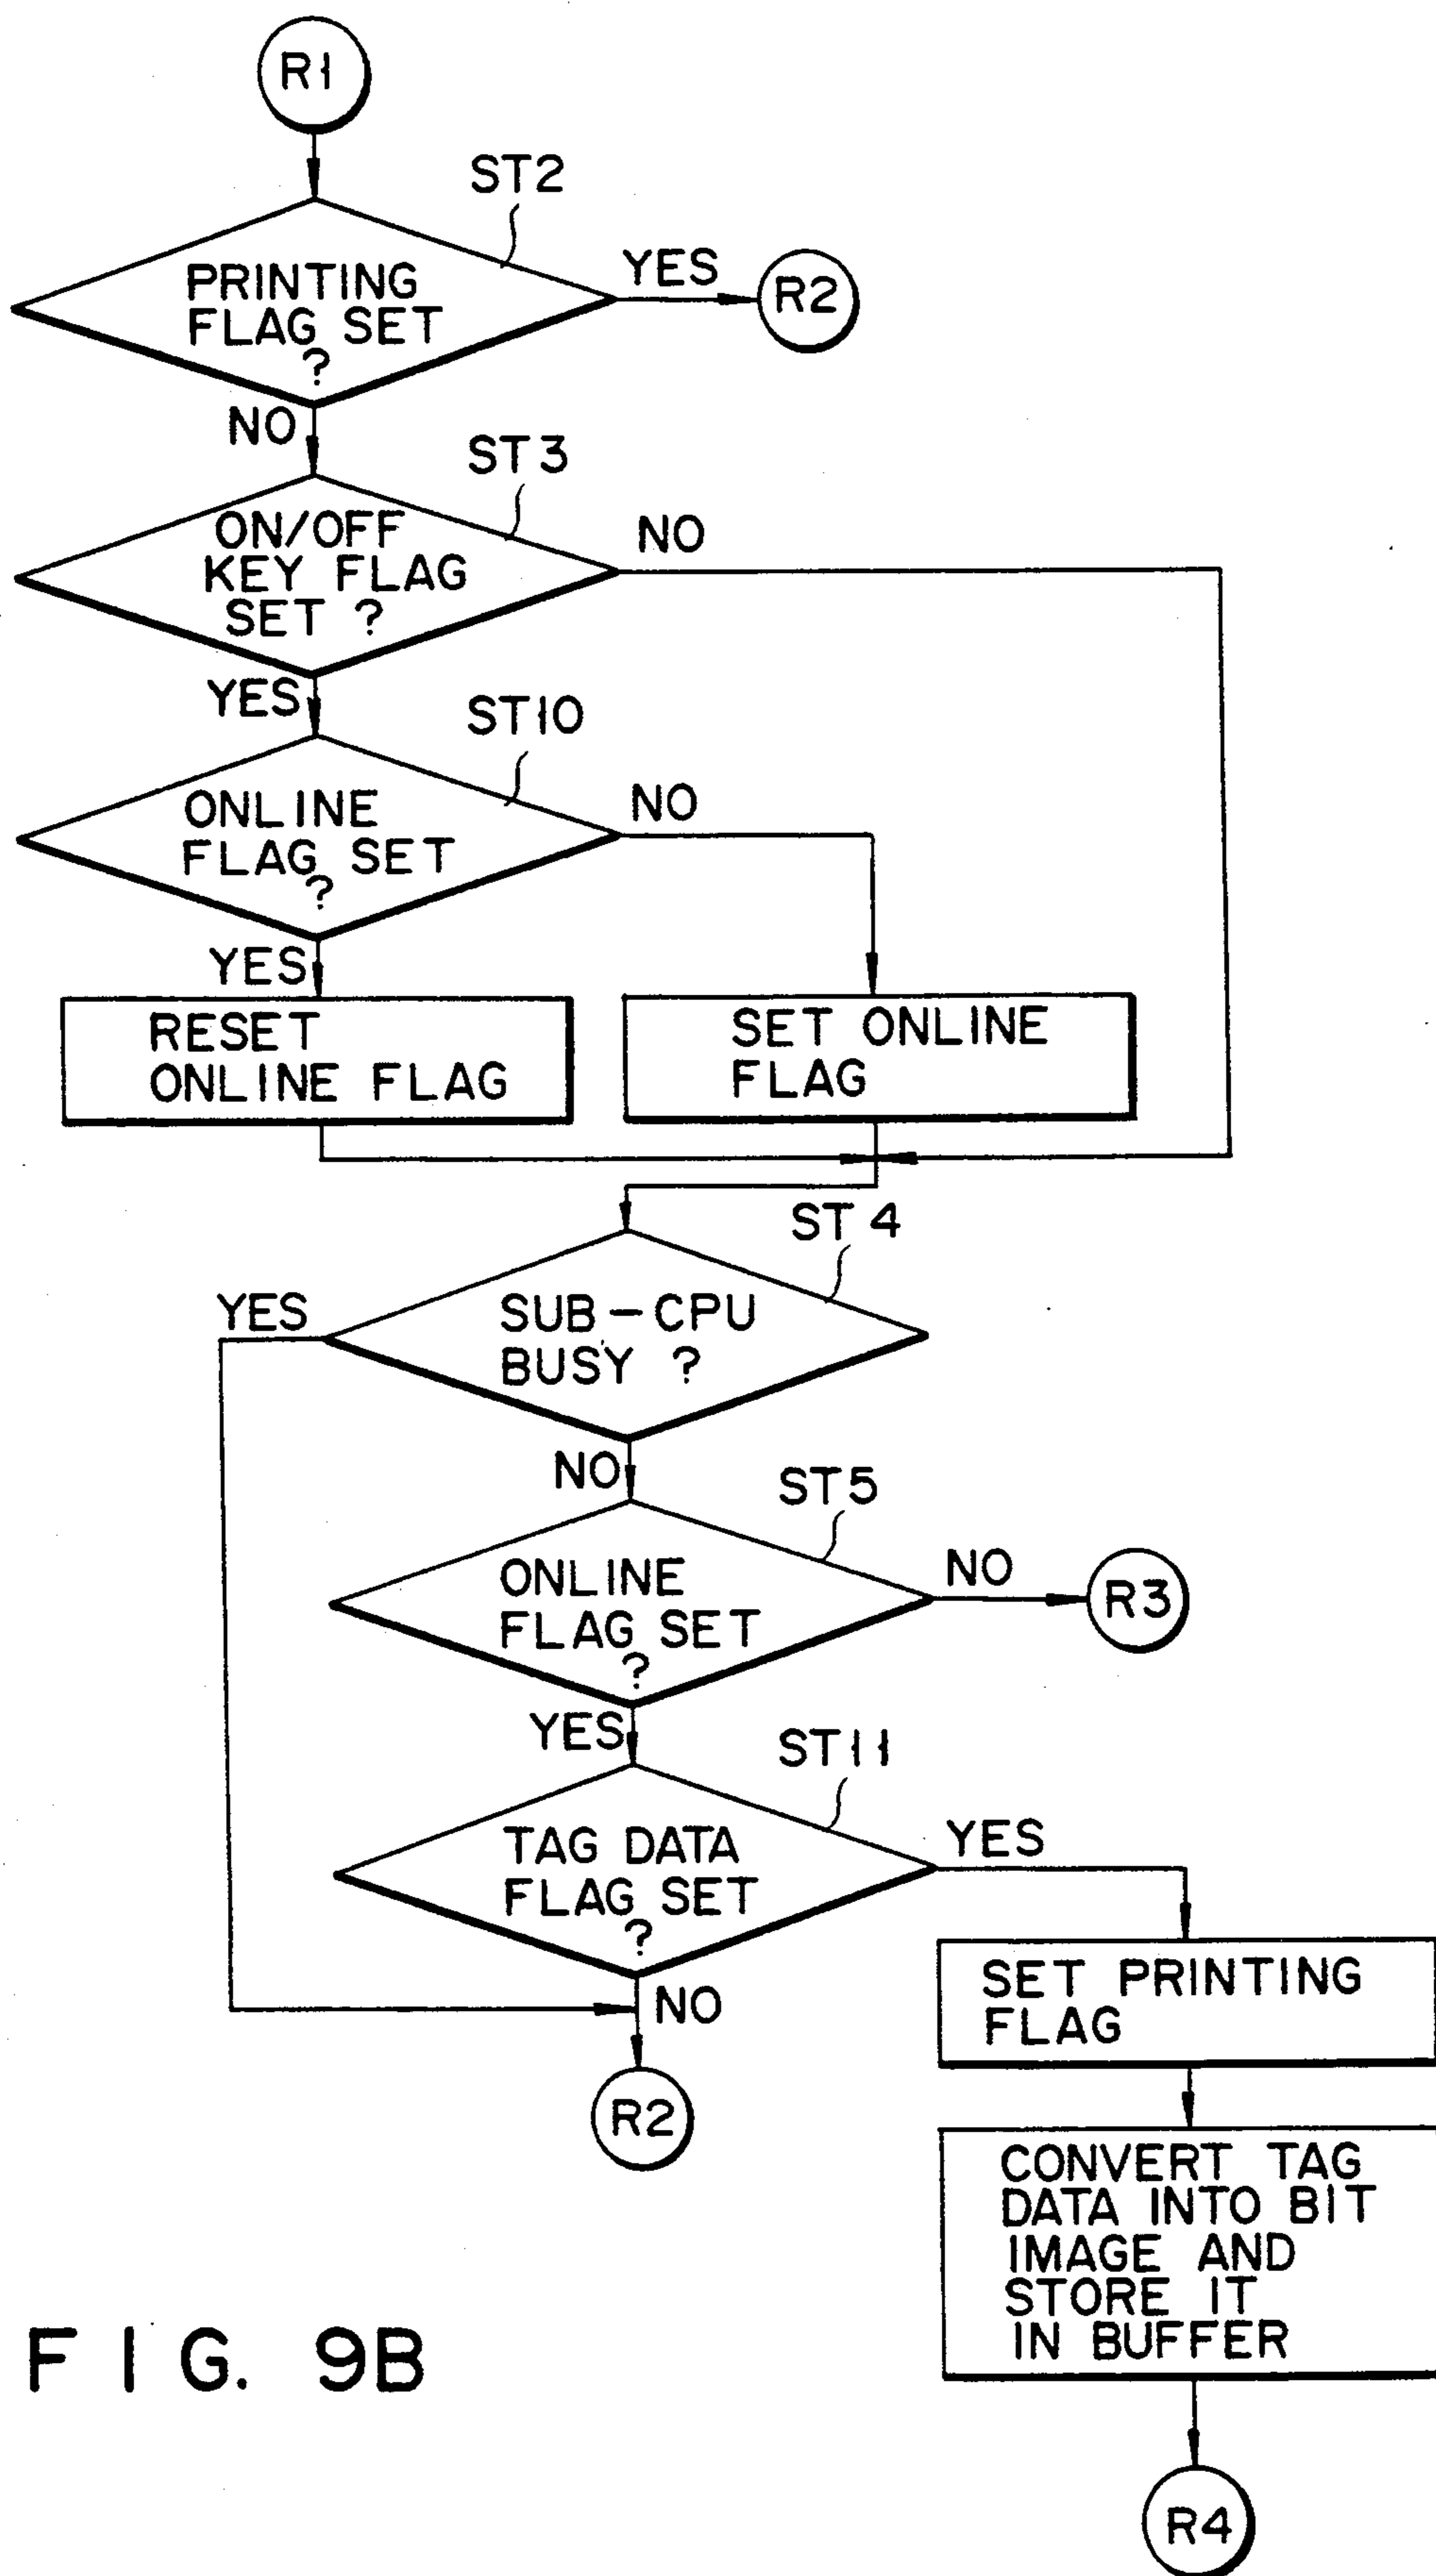 R1
ST2
PRINTING
FLAG SET
?
YES
R2
NO
ST3
ON/OFF
KEY FLAG
SET ?
NO
YES
ST10
ONLINE
FLAG SET
?
NO
YES
RESET
ONLINE FLAG
SET ONLINE
FLAG
ST4
SUB-CPU
BUSY ?
YES
NO
ST5
ONLINE
FLAG SET
?
NO
R3
YES
ST11
TAG DATA
FLAG SET
?
YES
NO
R2
SET PRINTING
FLAG
CONVERT TAG
DATA INTO BIT
IMAGE AND
STORE IT
IN BUFFER
R4
FIG. 9B